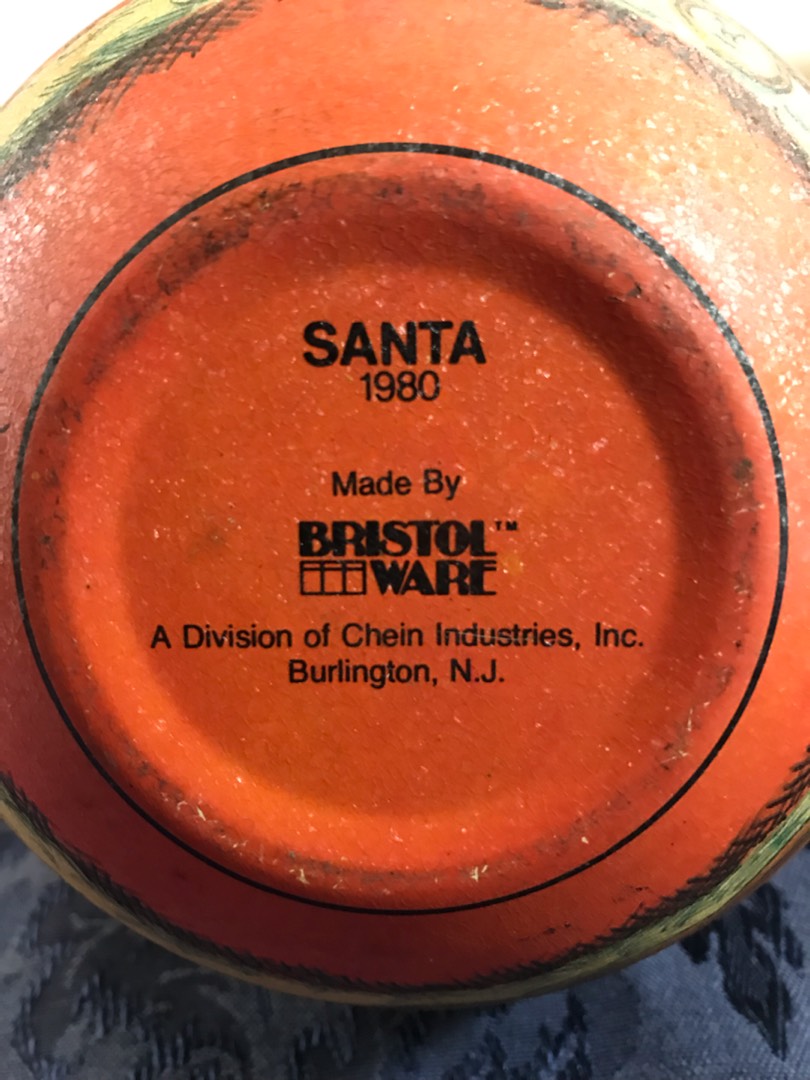 SANTA
1980
Made By
BRISTOL™
WARE
A Division of Chein Industries, Inc.
Burlington, N.J.